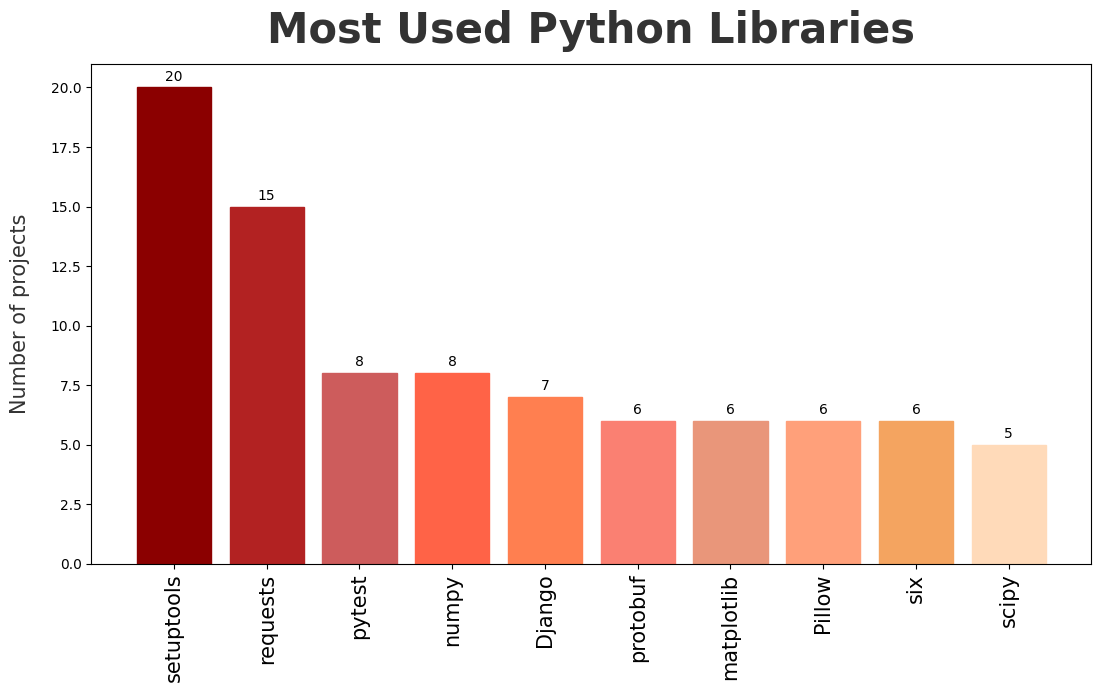 Most Used Python Libraries
Number of projects
20.0
17.5
15.0
12.5
10.0
7.5
5.0
2.5
0.0
20
15
8
8
7
6
6
6
6
5
setuptools
requests
pytest
numpy
Django
protobuf
matplotlib
Pillow
six
scipy